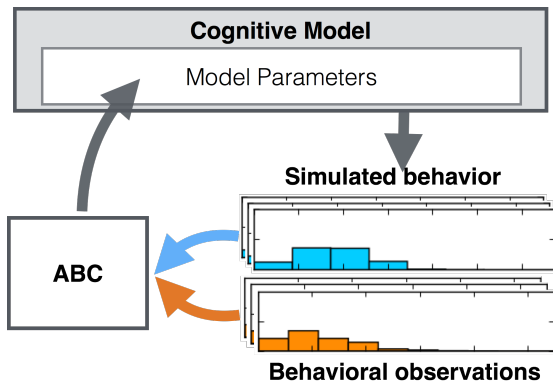 Cognitive Model
Model Parameters
Simulated behavior
ABC
Behavioral observations